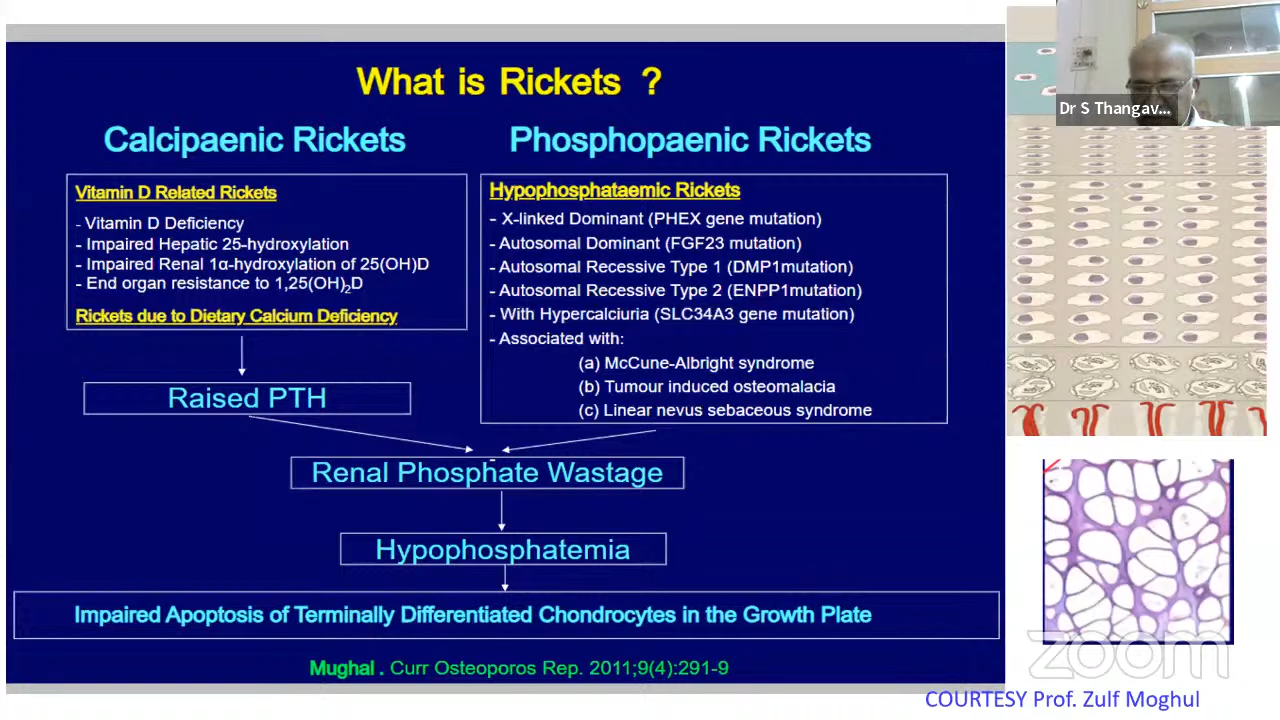 What is Rickets ?
Calcipaenic Rickets
Vitamin D Related Rickets
- Vitamin D Deficiency
- Impaired Hepatic 25-hydroxylation
- Impaired Renal 1α-hydroxylation of 25(OH)D
- End organ resistance to 1,25(OH)2D
Rickets due to Dietary Calcium Deficiency
Phosphopaenic Rickets
Hypophosphataemic Rickets
- X-linked Dominant (PHEX gene mutation)
- Autosomal Dominant (FGF23 mutation)
- Autosomal Recessive Type 1 (DMP1mutation)
- Autosomal Recessive Type 2 (ENPP1mutation)
- With Hypercalciuria (SLC34A3 gene mutation)
- Associated with:
(a) McCune-Albright syndrome
(b) Tumour induced osteomalacia
(c) Linear nevus sebaceous syndrome
Raised PTH
Renal Phosphate Wastage
Hypophosphatemia
Impaired Apoptosis of Terminally Differentiated Chondrocytes in the Growth Plate
Mughal . Curr Osteoporos Rep. 2011;9(4):291-9
Dr S Thangav...
zoom
COURTESY Prof. Zulf Moghul